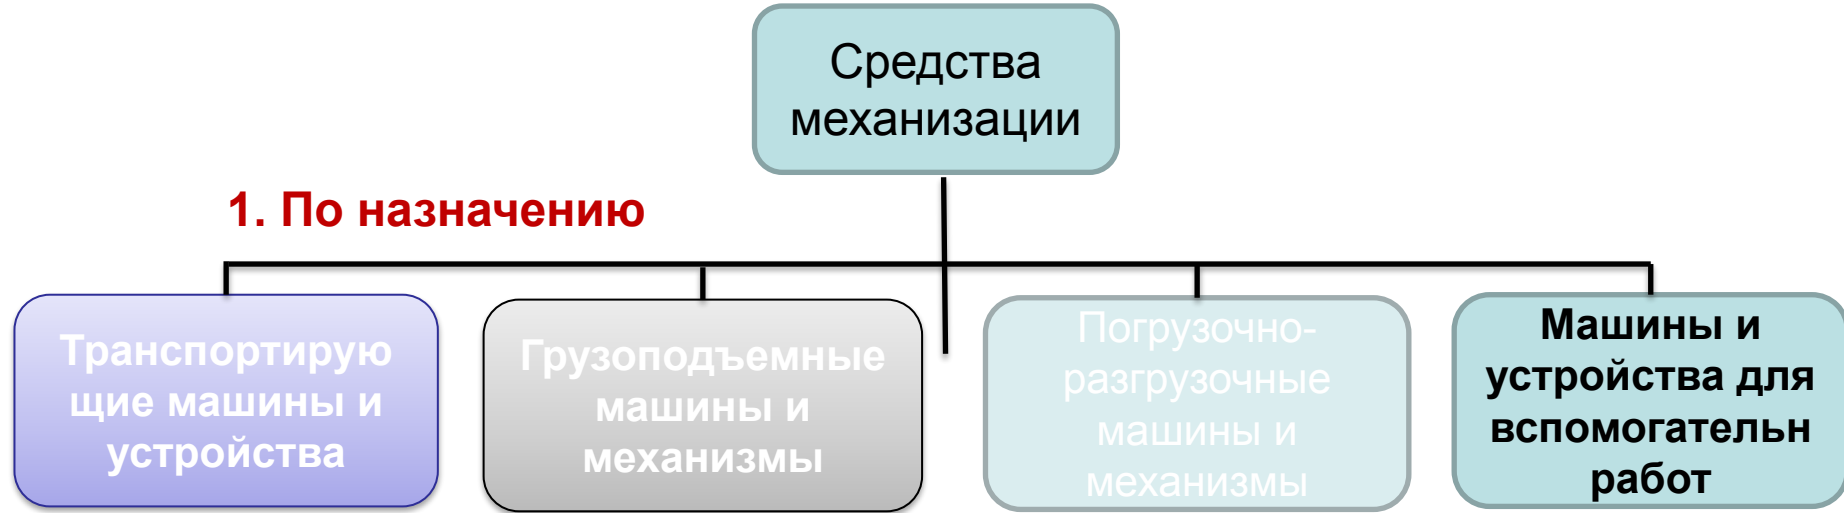 Средства
механизации
1. По назначению
Транспортирую
щие машины и
устройства
Грузоподъемные
машины и
механизмы
Погрузочно-
разгрузочные
машины и
механизмы
Машины и
устройства для
вспомогательн
работ